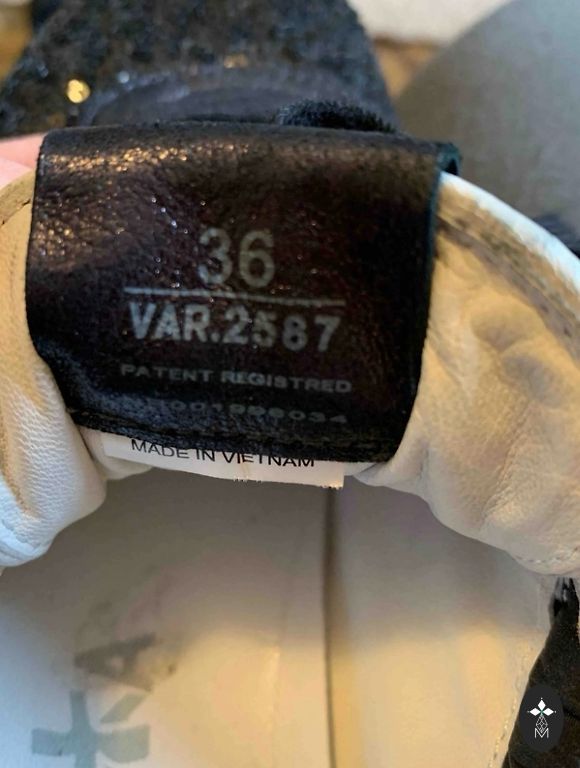 36
VAR.2587
PATENT REGISTRED
MADE IN VIETNAM